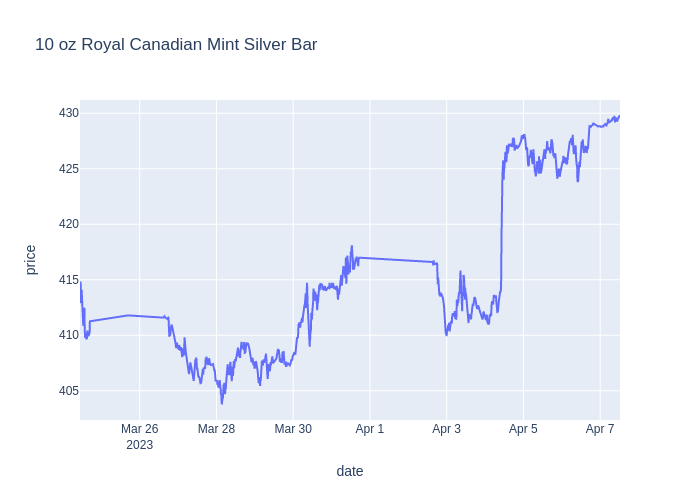 10 oz Royal Canadian Mint Silver Bar
430
425
420
415
410
405
price
Mar 26
2023
Mar 28
Mar 30
Apr 1
Apr 3
Apr 5
Apr 7
date